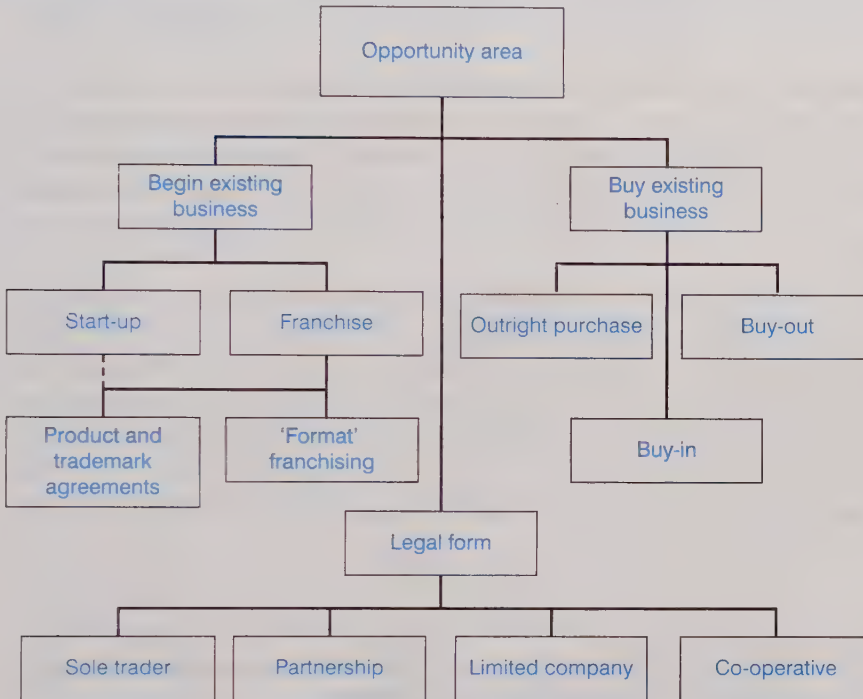 Opportunity area
Begin existing
business
Buy existing
business
Start-up
Franchise
Outright purchase
Buy-out
Product and
trademark
agreements
'Format'
franchising
Buy-in
Legal form
Sole trader
Partnership
Limited company
Co-operative